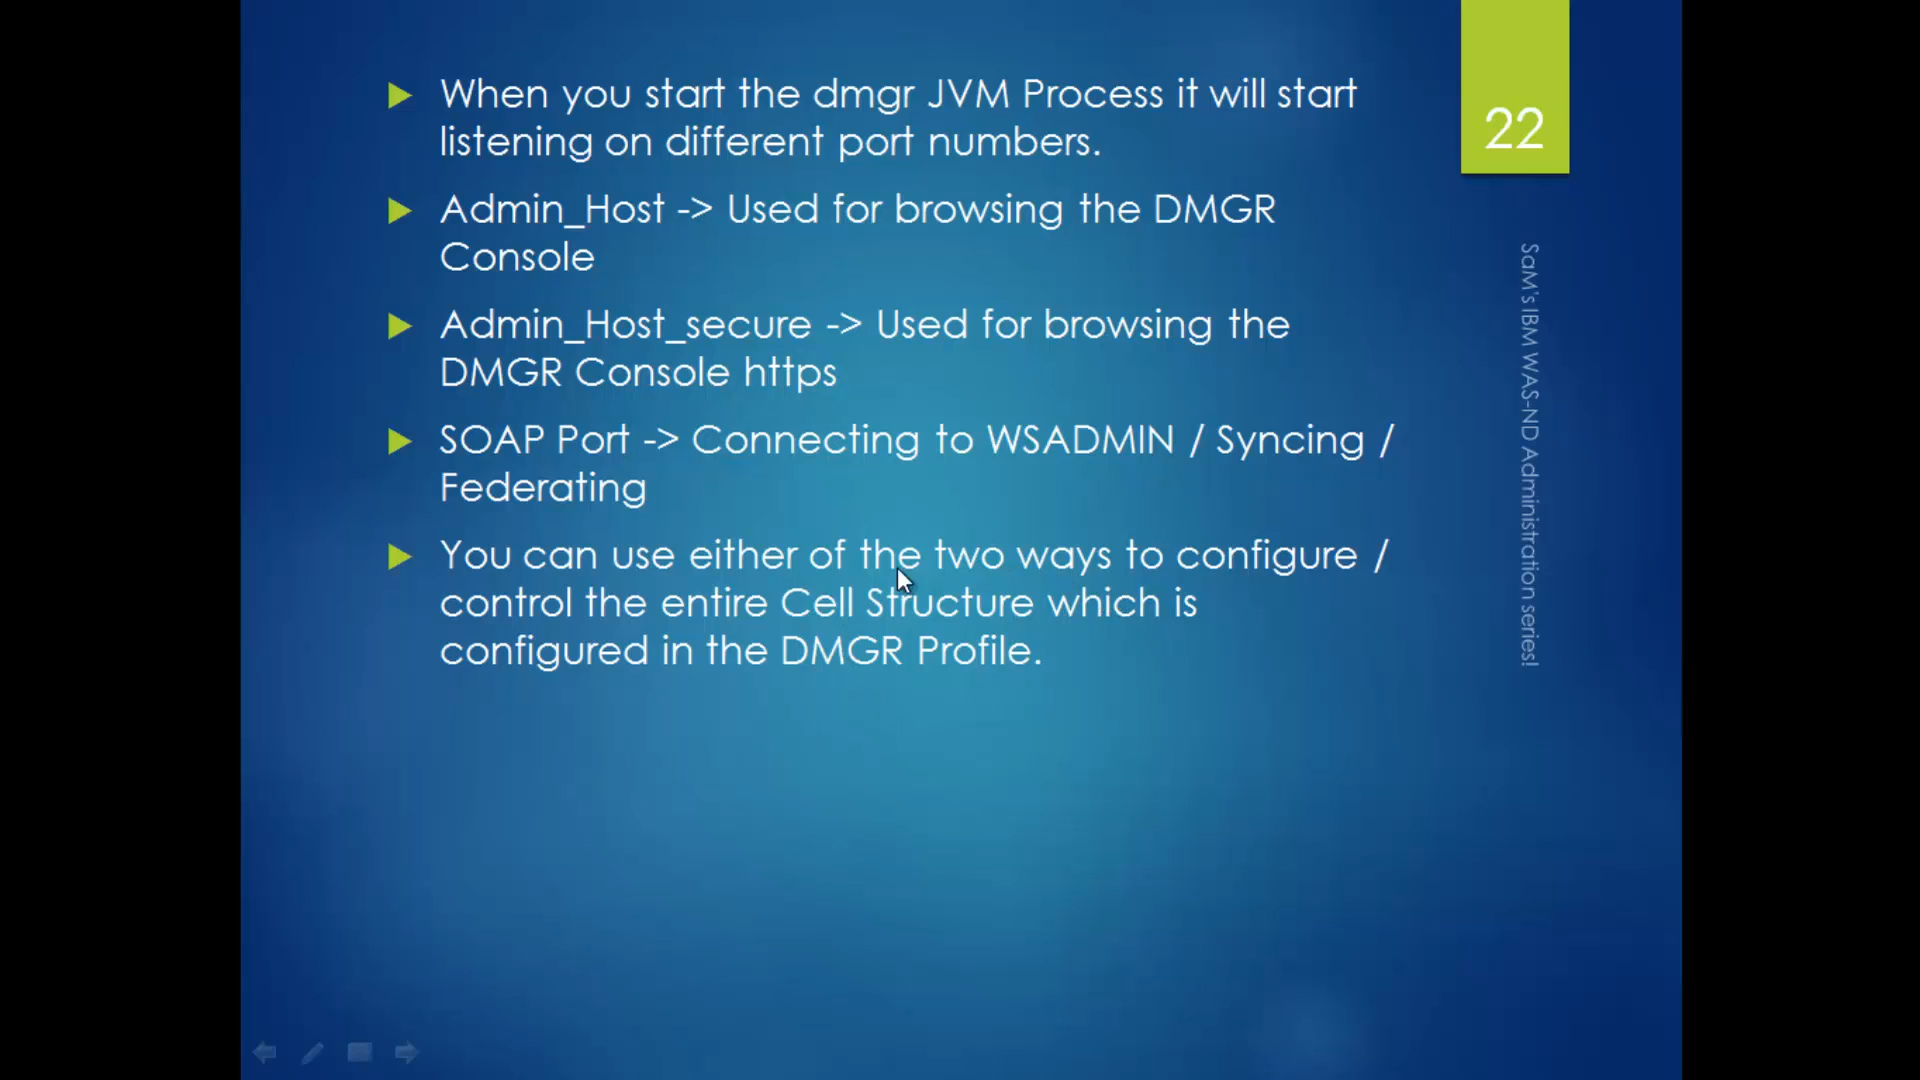 When you start the dmgr JVM Process it will start
listening on different port numbers.
Admin_Host -> Used for browsing the DMGR
Console
Admin_Host_secure -> Used for browsing the
DMGR Console https
SOAP Port -> Connecting to WSADMIN / Syncing /
Federating
You can use either of the two ways to configure /
control the entire Cell Structure which is
configured in the DMGR Profile.
22
SaM's IBM WAS-ND Administration series!